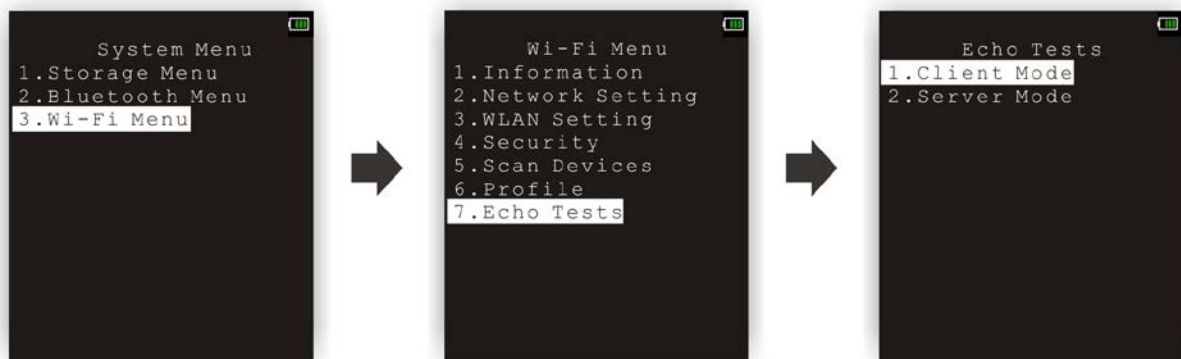 System Menu
1.Storage Menu
2.Bluetooth Menu
3.Wi-Fi Menu
Wi-Fi Menu
1.Information
2.Network Setting
3.WLAN Setting
4.Security
5.Scan Devices
6.Profile
7.Echo Tests
Echo Tests
1.Client Mode
2.Server Mode